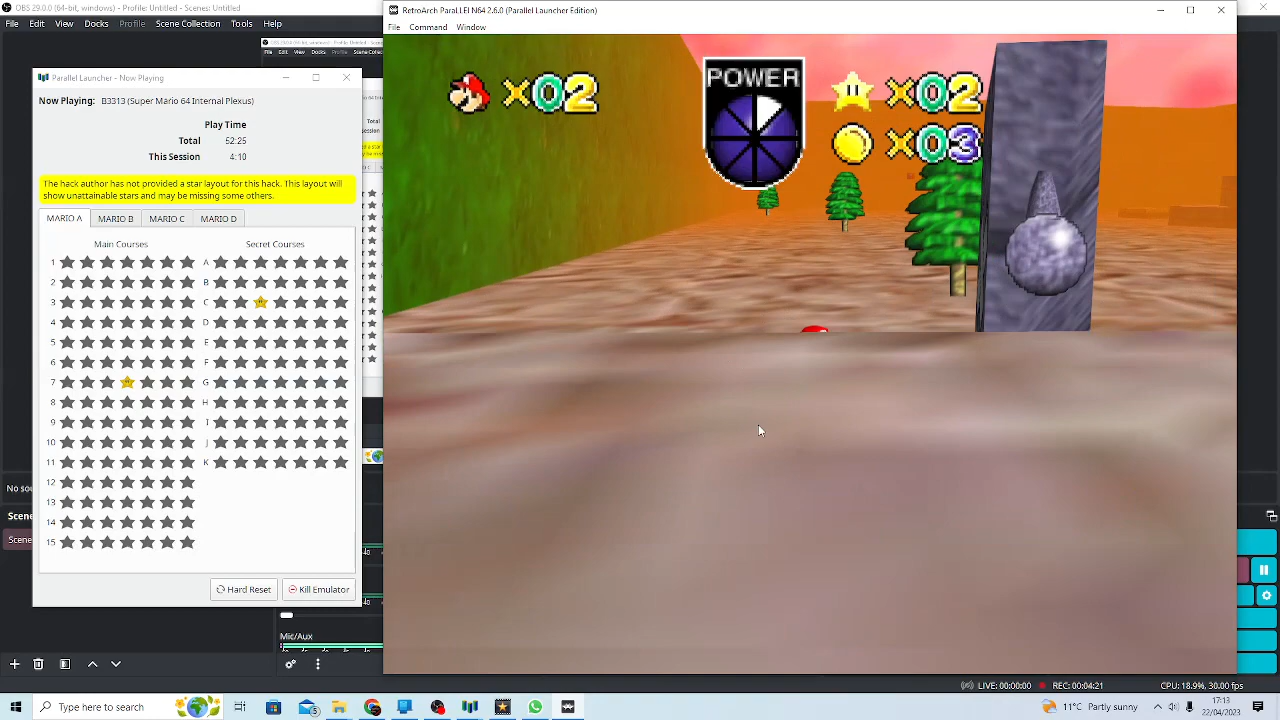 OBS 29.0.0 (64-bit, windows) - Profile: Untitled - Scenes: Untitled
File Edit View Docks Profile Scene Collection Tools Help
RetroArch ParaLLEl N64 2.6.0 (Parallel Launcher Edition)
File Command Window
Parallel Launcher - Now Playing
Now Playing: B3313 (Super Mario 64 Internal Plexus)
Play Time
Total 52:25
This Session 4:10
The hack author has not provided a star layout for this hack. This layout will
show unattainable stars and may be missing some others.
MARIO A MARIO B MARIO C MARIO D
Main Courses Secret Courses
1 A
2 B
3 C
4 D
5 E
6 F
7 G
8 H
9 I
10 J
11 K
12
13
14
15
Hard Reset Kill Emulator
×02
POWER
×02
×03
No sou
Scene
Scene
Mic/Aux
LIVE: 00:00:00 REC: 00:04:21 CPU: 18.9%, 30.00 fps
Type here to search
5
11°C Partly sunny
17:13
22/04/2023